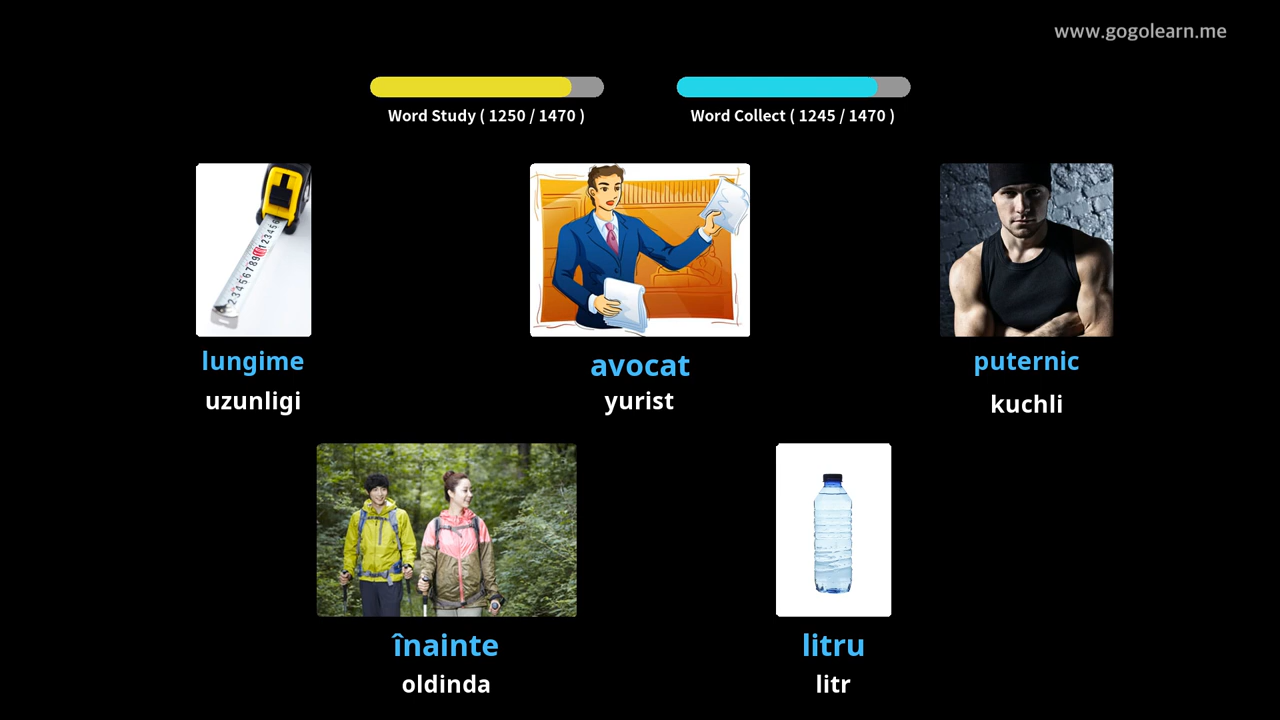 www.gogolearn.me
Word Study ( 1250 / 1470 )
Word Collect ( 1245 / 1470 )
lungime
uzunligi
avocat
yurist
puternic
kuchli
înainte
oldinda
litru
litr